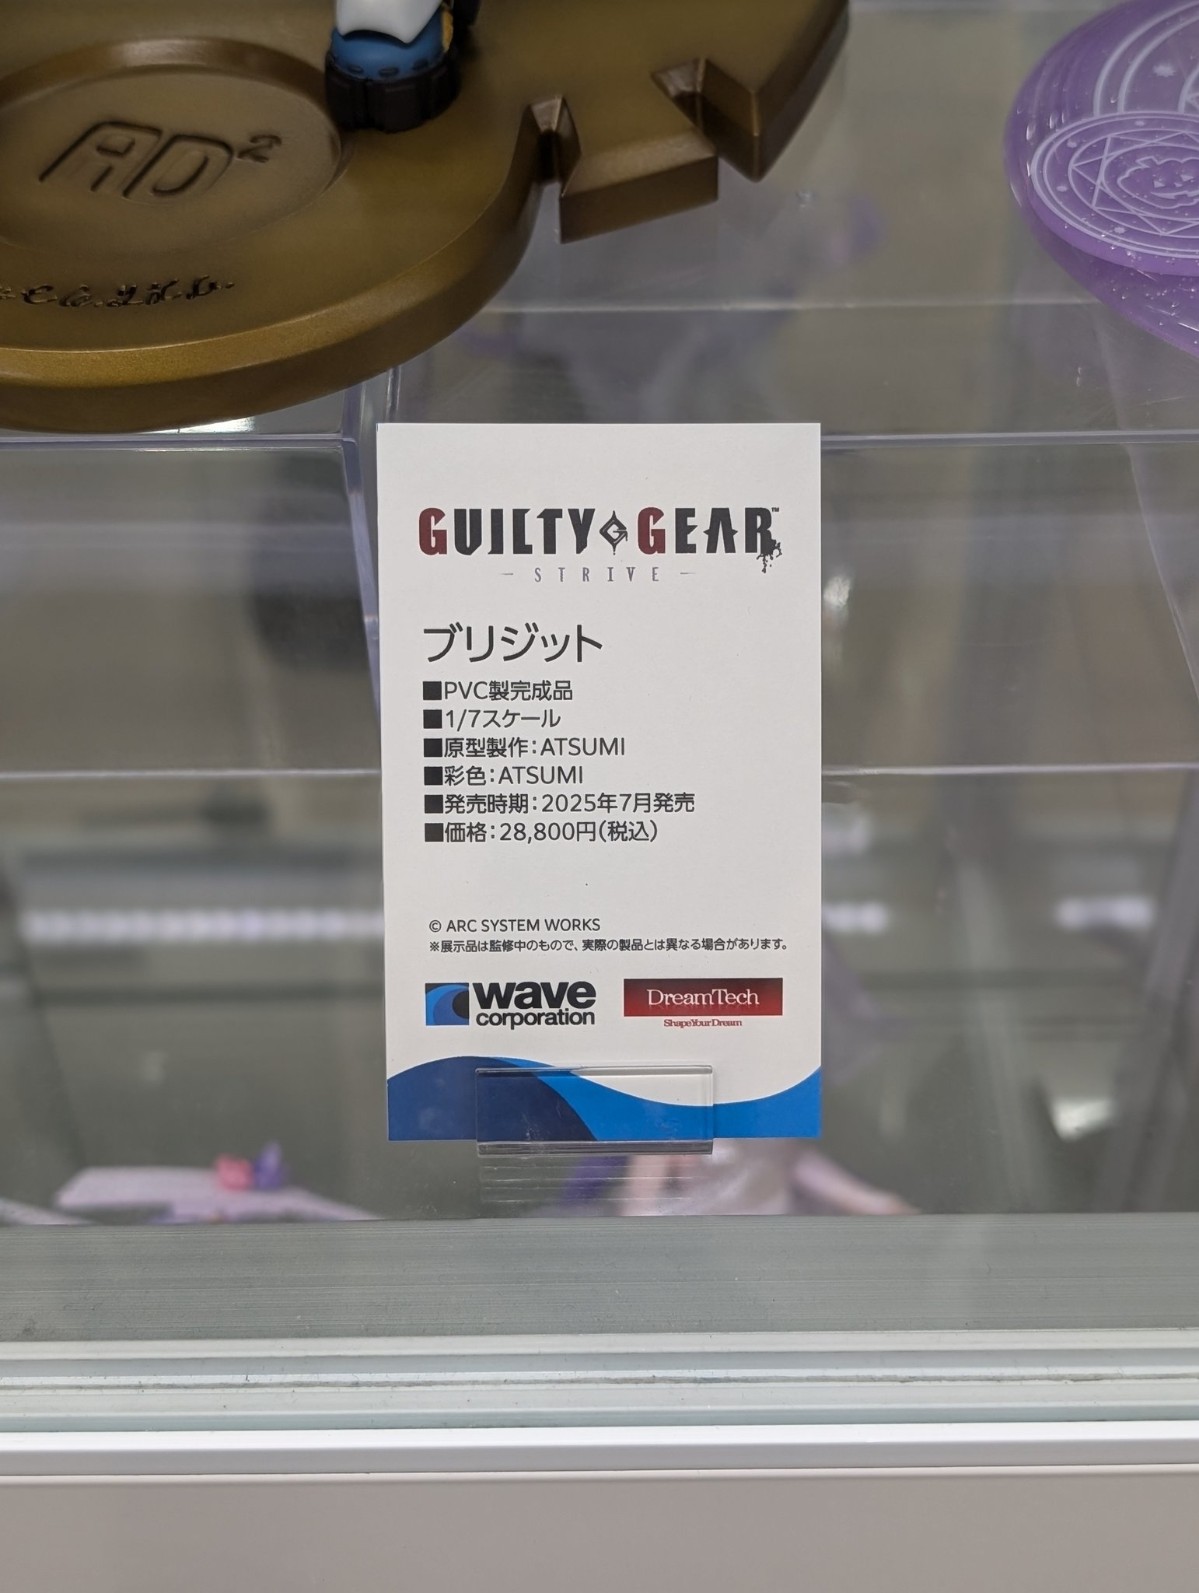 AD²
GUILTY GEAR™
STRIVE
ブリジット
■PVC製完成品
■1/7スケール
■原型製作：ATSUMI
■彩色：ATSUMI
■発売時期：2025年7月発売
■価格：28,800円(税込)
© ARC SYSTEM WORKS
※展示品は監修中のもので、実際の製品とは異なる場合があります。
wave
corporation
DreamTech
ShapeYourDream